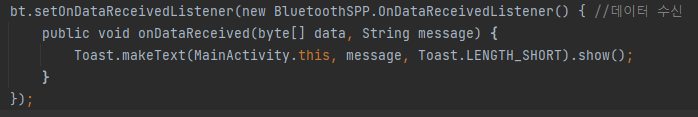 bt.setOnDataReceivedListener(new BluetoothSPP.OnDataReceivedListener() { //데이터 수신
    public void onDataReceived(byte[] data, String message) {
        Toast.makeText(MainActivity.this, message, Toast.LENGTH_SHORT).show();
    }
});